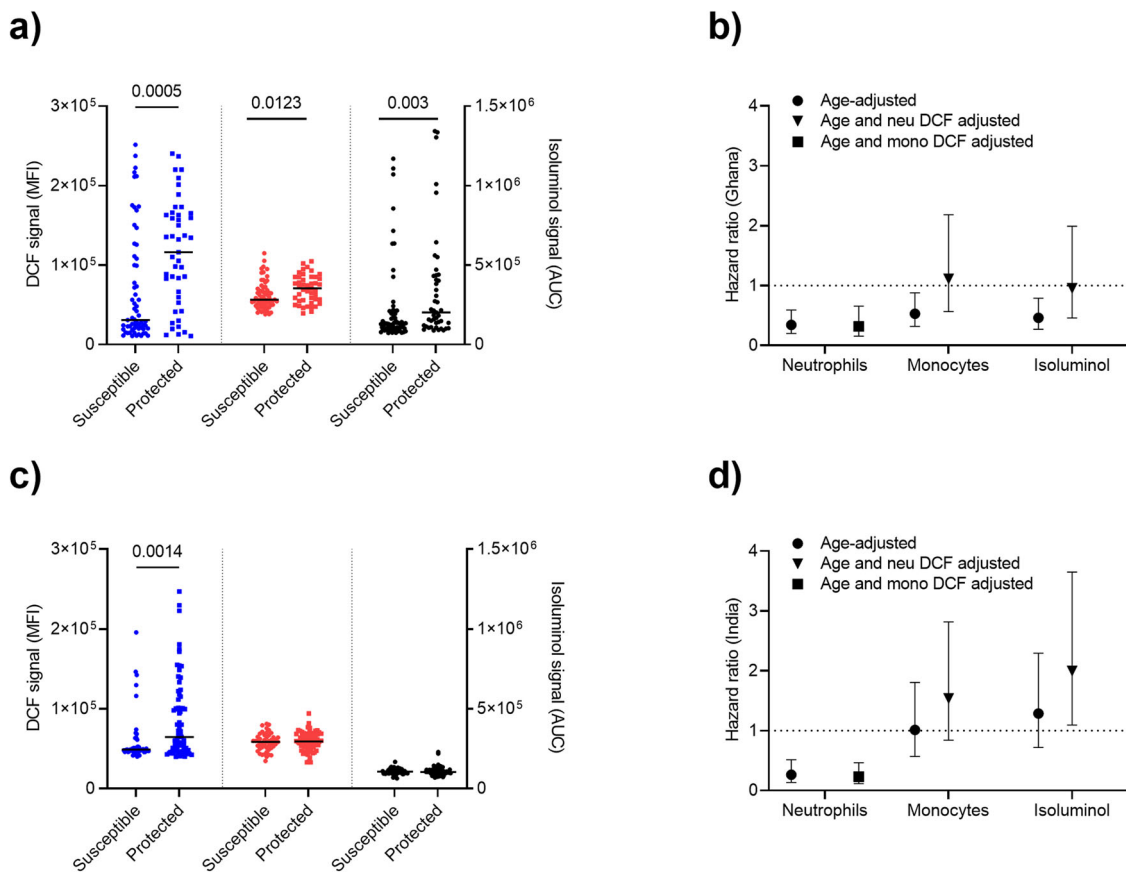 a)
0.0005
0.0123
0.003
3×10⁵
2×10⁵
1×10⁵
0
DCF signal (MFI)
1.5×10⁶
1×10⁶
5×10⁵
0
Isoluminol signal (AUC)
Susceptible
Protected
Susceptible
Protected
Susceptible
Protected
b)
Age-adjusted
Age and neu DCF adjusted
Age and mono DCF adjusted
Hazard ratio (Ghana)
4
3
2
1
0
Neutrophils
Monocytes
Isoluminol
c)
0.0014
3×10⁵
2×10⁵
1×10⁵
0
DCF signal (MFI)
1.5×10⁶
1×10⁶
5×10⁵
0
Isoluminol signal (AUC)
Susceptible
Protected
Susceptible
Protected
Susceptible
Protected
d)
Age-adjusted
Age and neu DCF adjusted
Age and mono DCF adjusted
Hazard ratio (India)
4
3
2
1
0
Neutrophils
Monocytes
Isoluminol